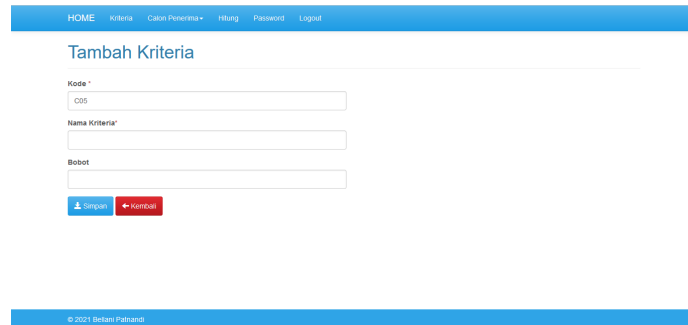 HOME Kriteria Calon Penerima Hitung Password Logout
Tambah Kriteria
Kode *
C05
Nama Kriteria*
Bobot
Simpan Kembali
© 2021 Bellani Patnandi